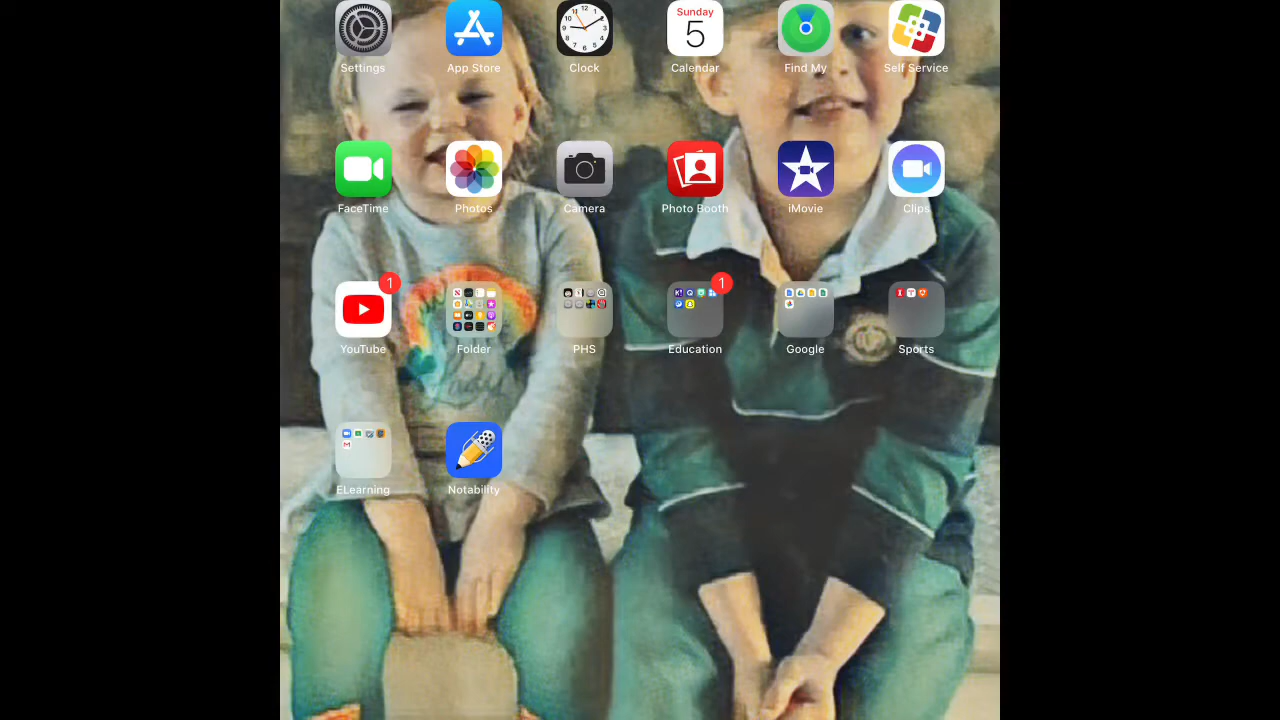 Sunday
5
Settings
App Store
Clock
Calendar
Find My
Self Service
FaceTime
Photos
Camera
Photo Booth
iMovie
Clips
1
1
YouTube
Folder
PHS
Education
Google
Sports
Lady
ELearning
Notability